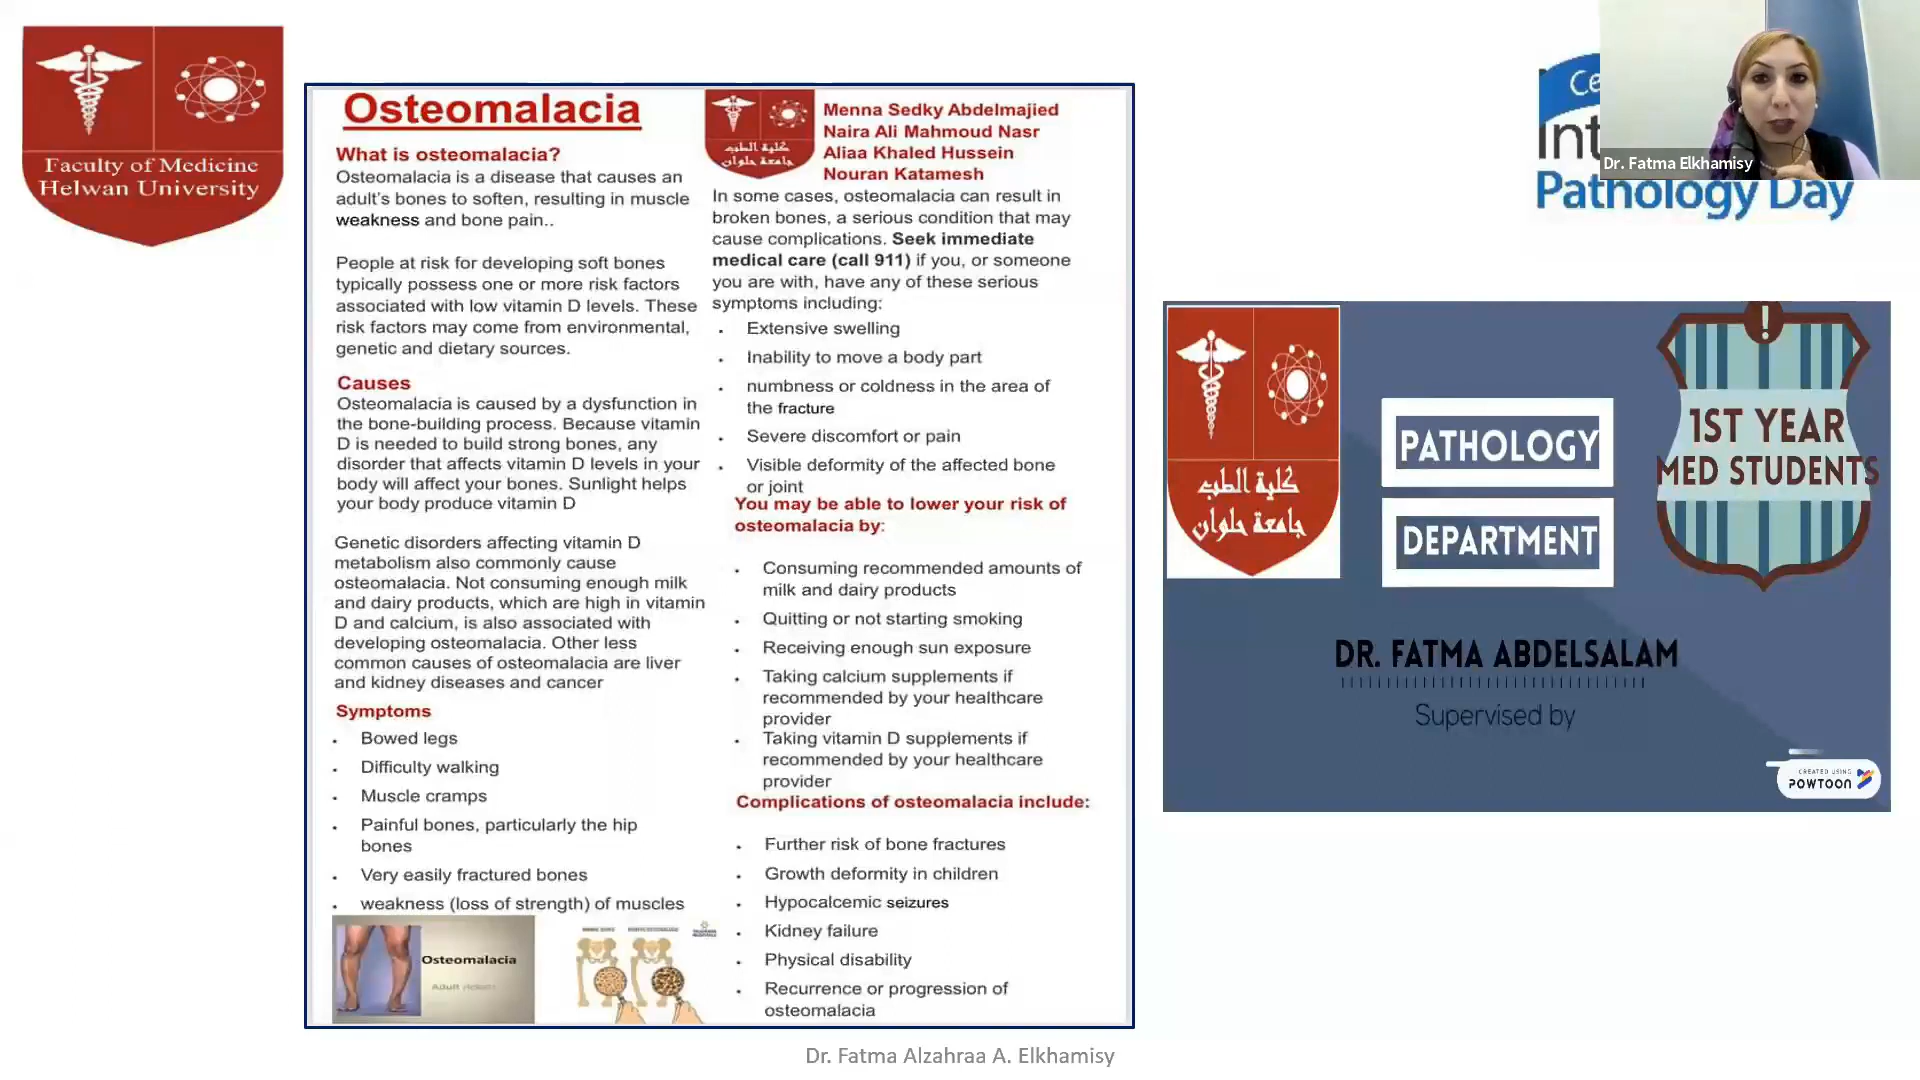 Faculty of Medicine
Helwan University
Osteomalacia
What is osteomalacia?
Osteomalacia is a disease that causes an
adult's bones to soften, resulting in muscle
weakness and bone pain..
People at risk for developing soft bones
typically possess one or more risk factors
associated with low vitamin D levels. These
risk factors may come from environmental,
genetic and dietary sources.
Causes
Osteomalacia is caused by a dysfunction in
the bone-building process. Because vitamin
D is needed to build strong bones, any
disorder that affects vitamin D levels in your
body will affect your bones. Sunlight helps
your body produce vitamin D
Genetic disorders affecting vitamin D
metabolism also commonly cause
osteomalacia. Not consuming enough milk
and dairy products, which are high in vitamin
D and calcium, is also associated with
developing osteomalacia. Other less
common causes of osteomalacia are liver
and kidney diseases and cancer
Symptoms
Bowed legs
Difficulty walking
Muscle cramps
Painful bones, particularly the hip
bones
Very easily fractured bones
weakness (loss of strength) of muscles
Osteomalacia
كلية الطب
جامعة حلوان
Menna Sedky Abdelmajied
Naira Ali Mahmoud Nasr
Aliaa Khaled Hussein
Nouran Katamesh
In some cases, osteomalacia can result in
broken bones, a serious condition that may
cause complications. Seek immediate
medical care (call 911) if you, or someone
you are with, have any of these serious
symptoms including:
Extensive swelling
Inability to move a body part
numbness or coldness in the area of
the fracture
Severe discomfort or pain
Visible deformity of the affected bone
or joint
You may be able to lower your risk of
osteomalacia by:
Consuming recommended amounts of
milk and dairy products
Quitting or not starting smoking
Receiving enough sun exposure
Taking calcium supplements if
recommended by your healthcare
provider
Taking vitamin D supplements if
recommended by your healthcare
provider
Complications of osteomalacia include:
Further risk of bone fractures
Growth deformity in children
Hypocalcemic seizures
Kidney failure
Physical disability
Recurrence or progression of
osteomalacia
Ce
Int
Pathology Day
Dr. Fatma Elkhamisy
كلية الطب
جامعة حلوان
PATHOLOGY
DEPARTMENT
!
1ST YEAR
MED STUDENTS
DR. FATMA ABDELSALAM
Supervised by
CREATED USING
POWTOON
Dr. Fatma Alzahraa A. Elkhamisy